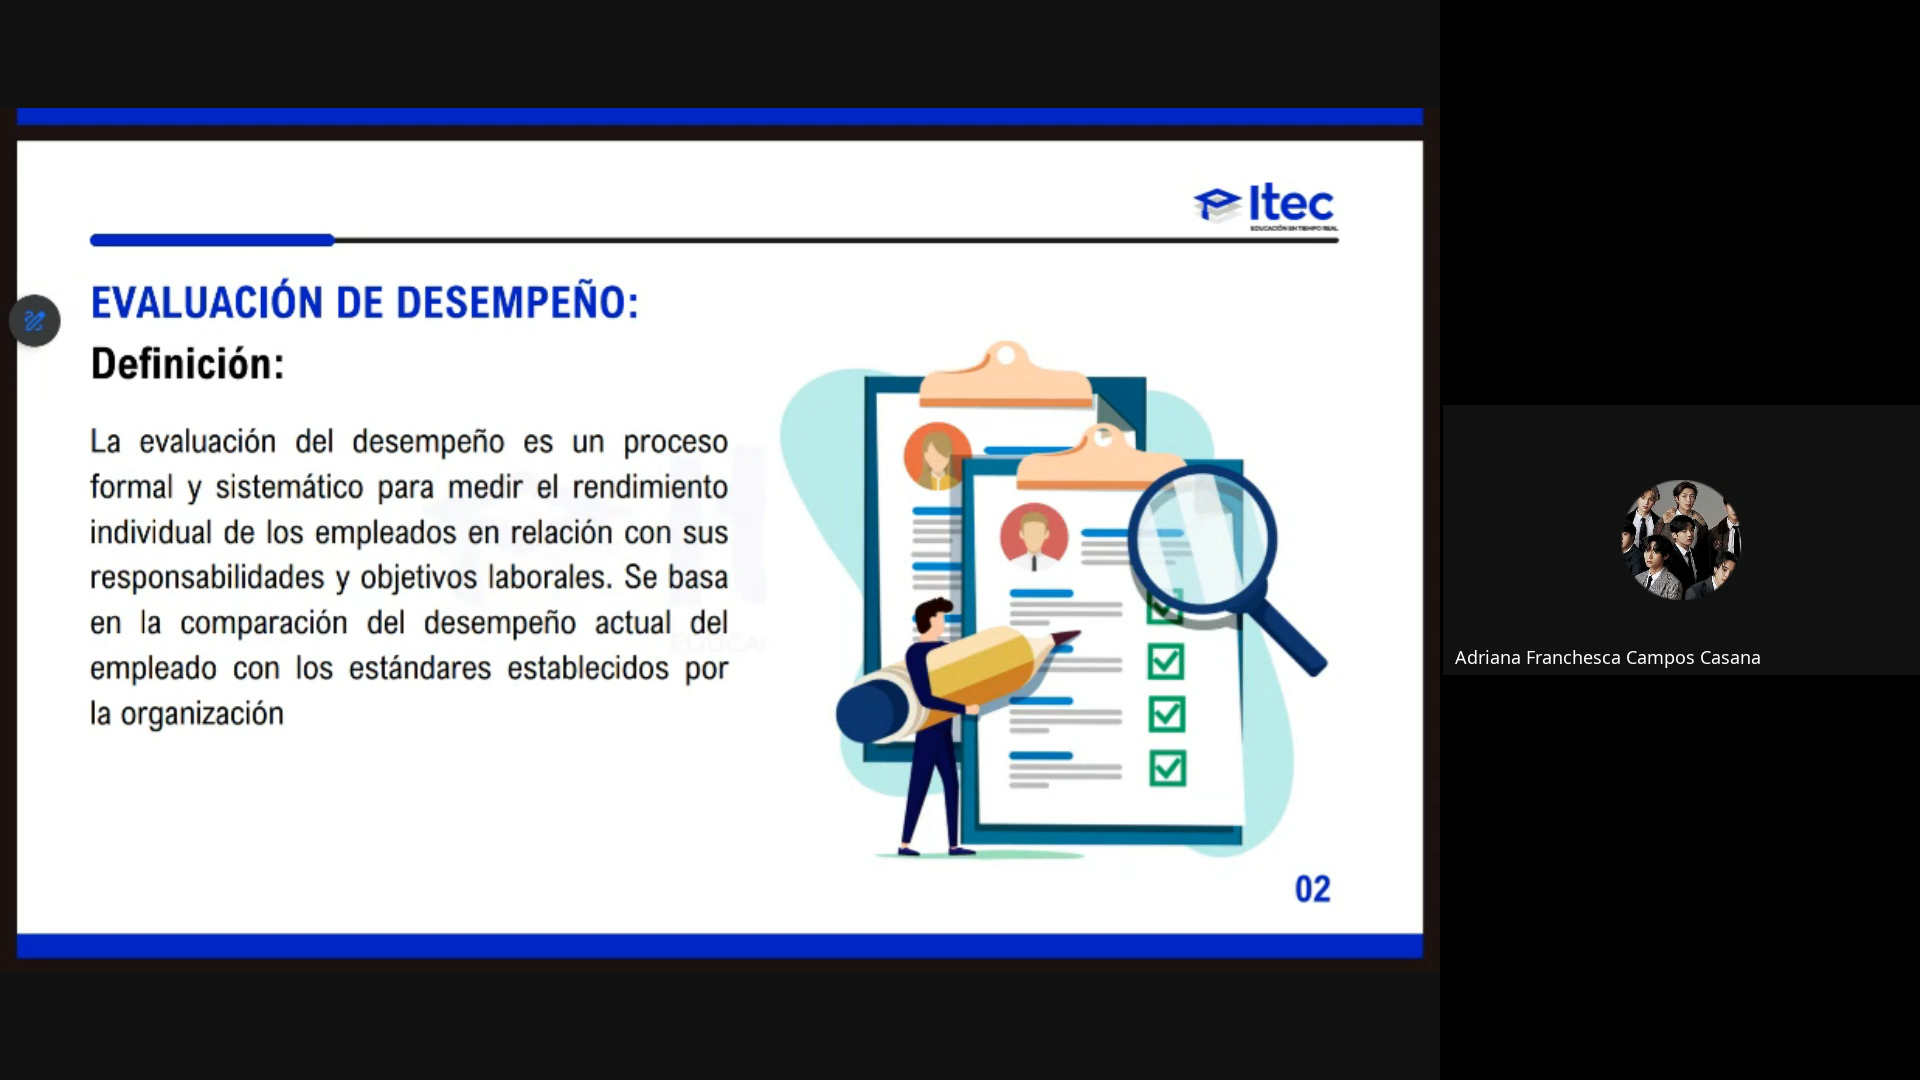 Itec
EDUCACIÓN EN TIEMPO REAL
EVALUACIÓN DE DESEMPEÑO:
Definición:
La evaluación del desempeño es un proceso
formal y sistemático para medir el rendimiento
individual de los empleados en relación con sus
responsabilidades y objetivos laborales. Se basa
en la comparación del desempeño actual del
empleado con los estándares establecidos por
la organización
02
Adriana Franchesca Campos Casana